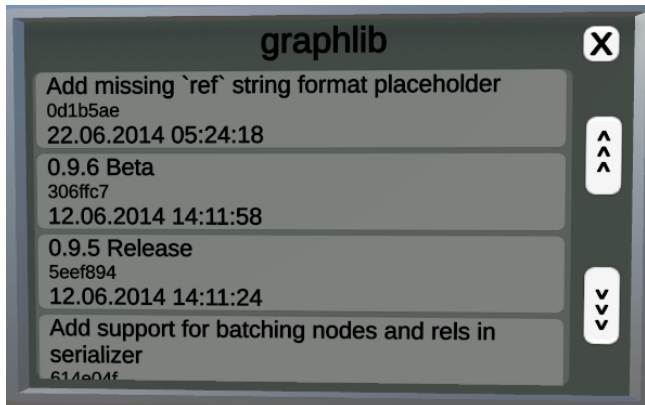 graphlib
X
Add missing `ref` string format placeholder
0d1b5ae
22.06.2014 05:24:18
0.9.6 Beta
306ffc7
12.06.2014 14:11:58
0.9.5 Release
5eef894
12.06.2014 14:11:24
Add support for batching nodes and rels in
serializer
614e04f